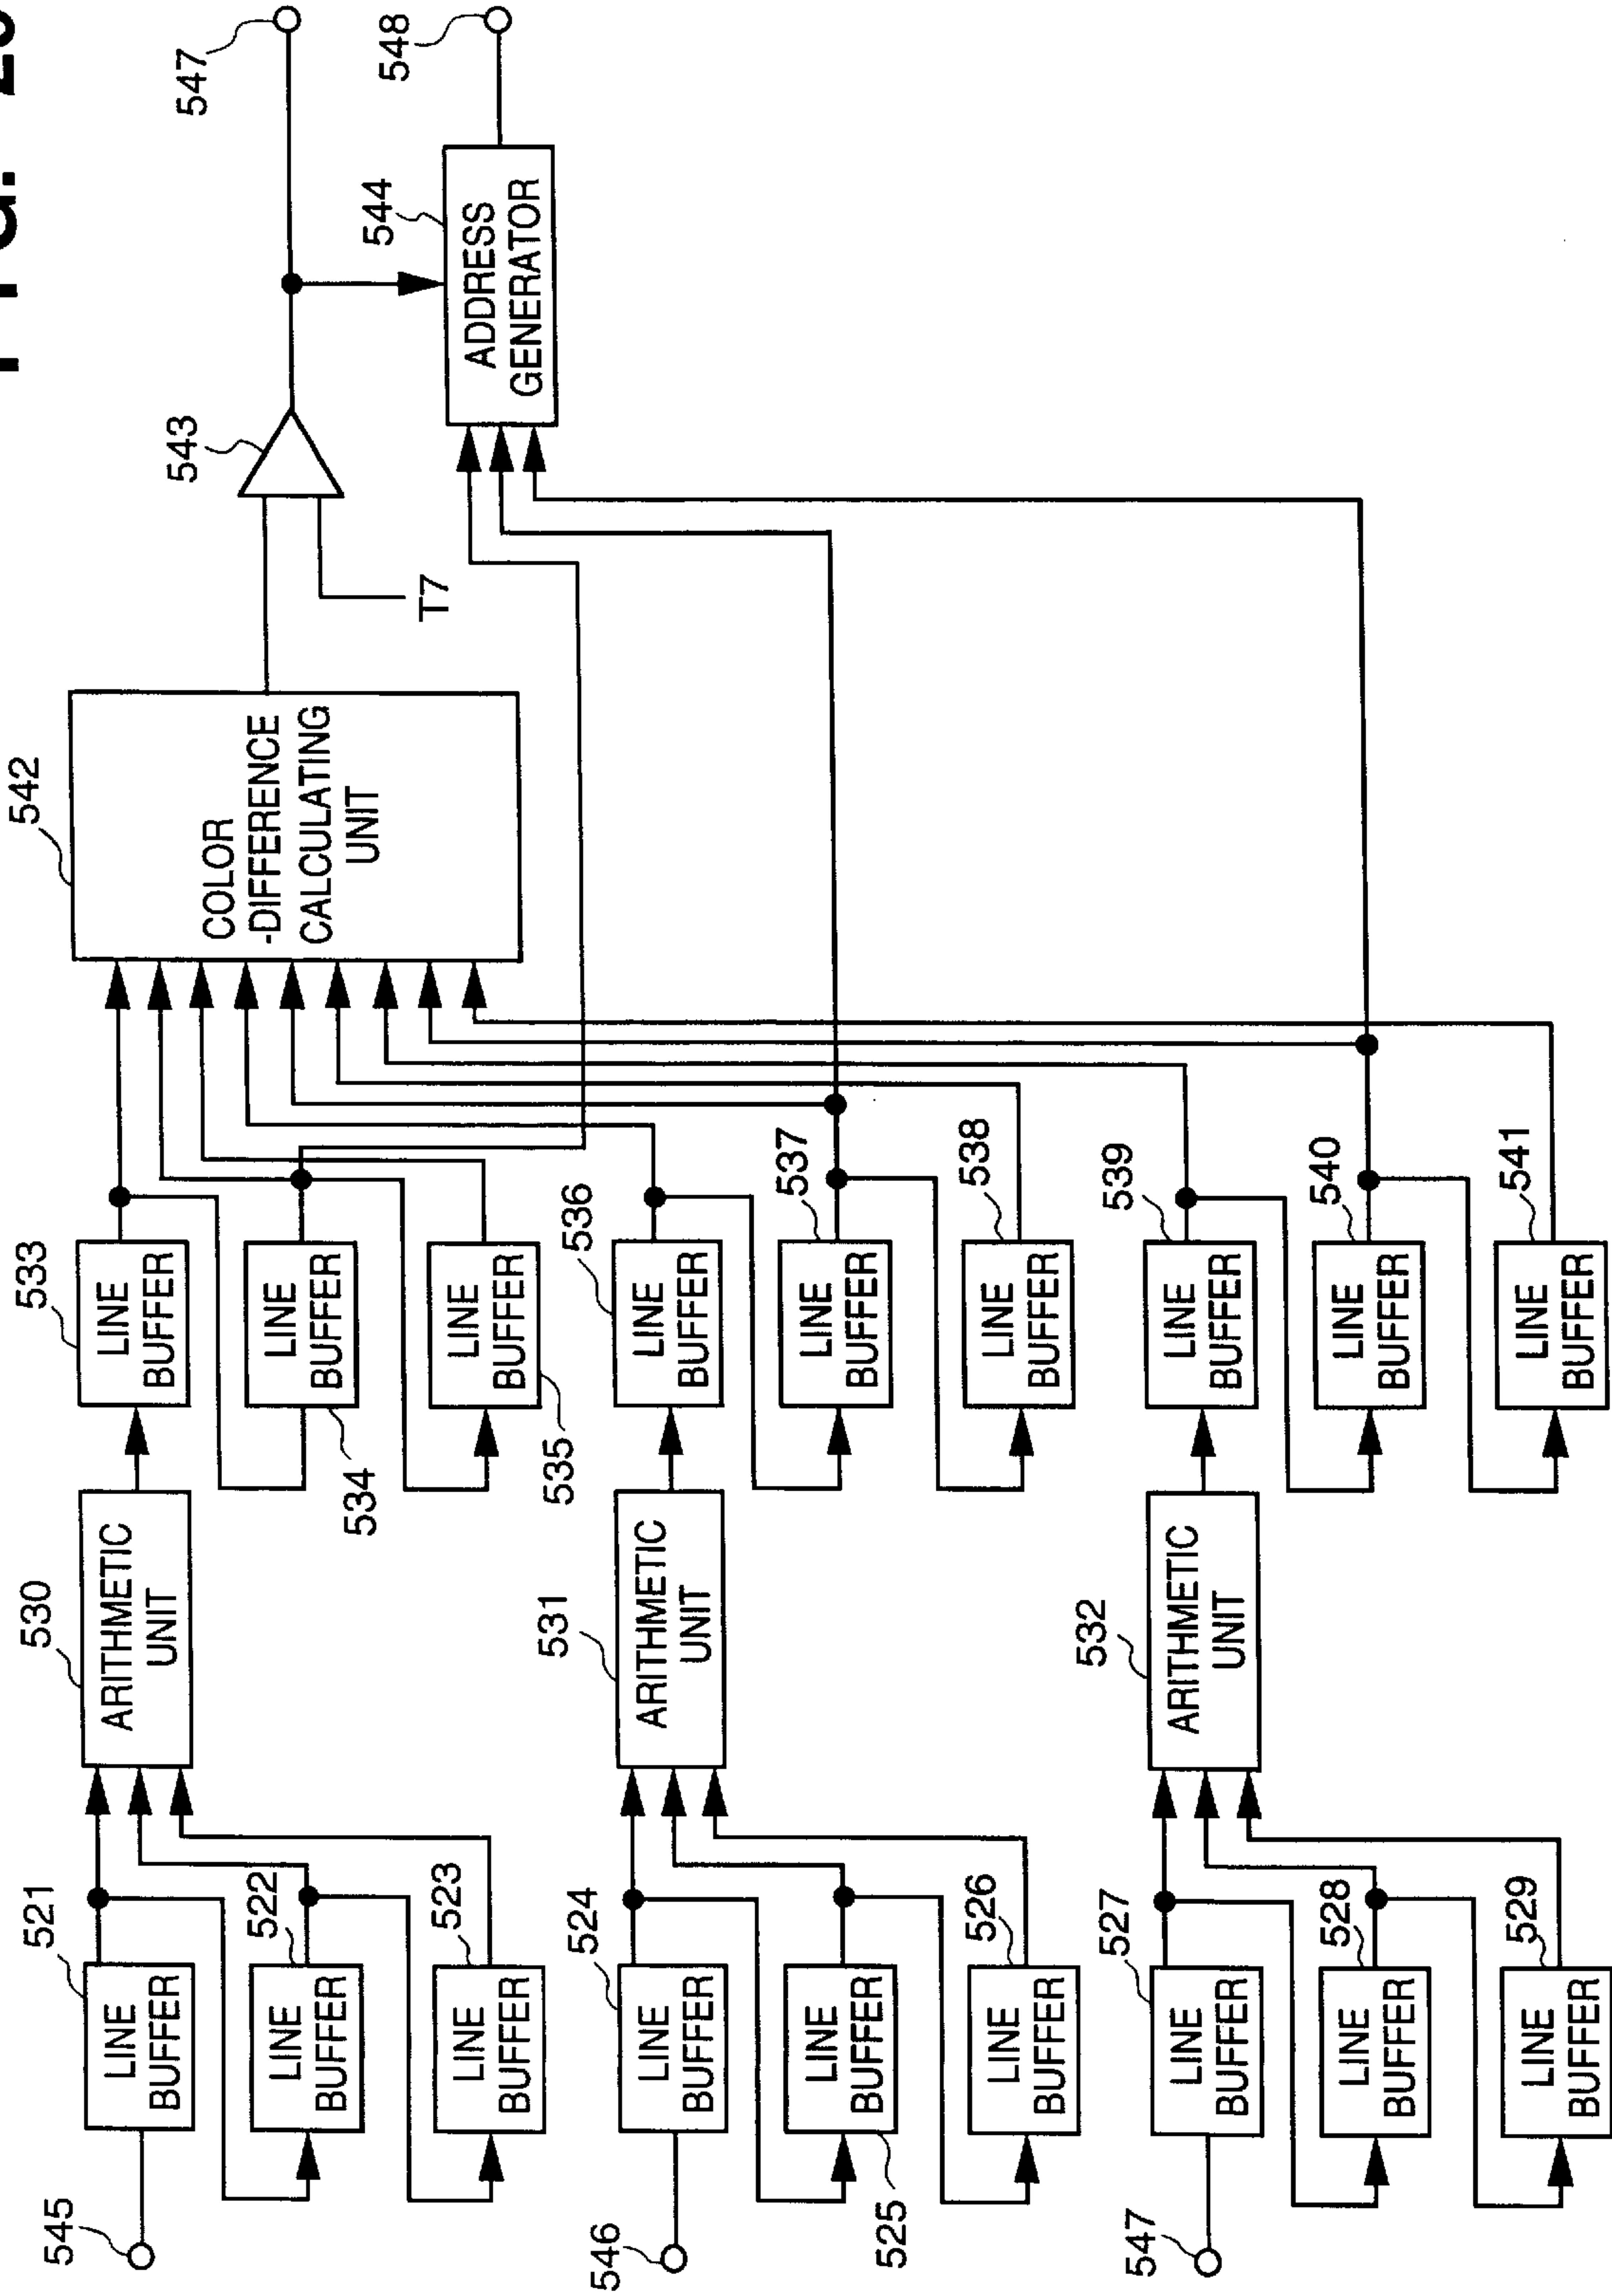 FIG.
545
521
LINE
BUFFER
522
LINE
BUFFER
523
LINE
BUFFER
530
ARITHMETIC
UNIT
533
LINE
BUFFER
534
LINE
BUFFER
535
LINE
BUFFER
542
COLOR
-DIFFERENCE
CALCULATING
UNIT
543
T7
547
544
ADDRESS
GENERATOR
548
546
524
LINE
BUFFER
525
LINE
BUFFER
526
LINE
BUFFER
531
ARITHMETIC
UNIT
536
LINE
BUFFER
537
LINE
BUFFER
538
LINE
BUFFER
547
527
LINE
BUFFER
528
LINE
BUFFER
529
LINE
BUFFER
532
ARITHMETIC
UNIT
539
LINE
BUFFER
540
LINE
BUFFER
541
LINE
BUFFER